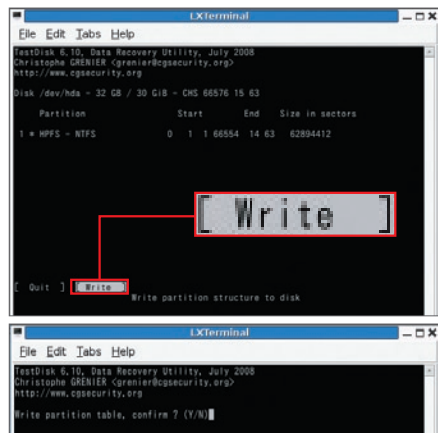 LXTerminal
File Edit Tabs Help
TestDisk 6.10, Data Recovery Utility, July 2008
Christophe GRENIER <grenier@cgsecurity.org>
http://www.cgsecurity.org
Disk /dev/hda - 32 GB / 30 GiB - CHS 66576 15 63
Partition Start End Size in sectors
1 * HPFS - NTFS 0 1 1 66554 14 63 62894412
[ Write ]
[ Quit ] [ Write ]
Write partition structure to disk
LXTerminal
File Edit Tabs Help
TestDisk 6.10, Data Recovery Utility, July 2008
Christophe GRENIER <grenier@cgsecurity.org>
http://www.cgsecurity.org
Write partition table, confirm ? (Y/N)